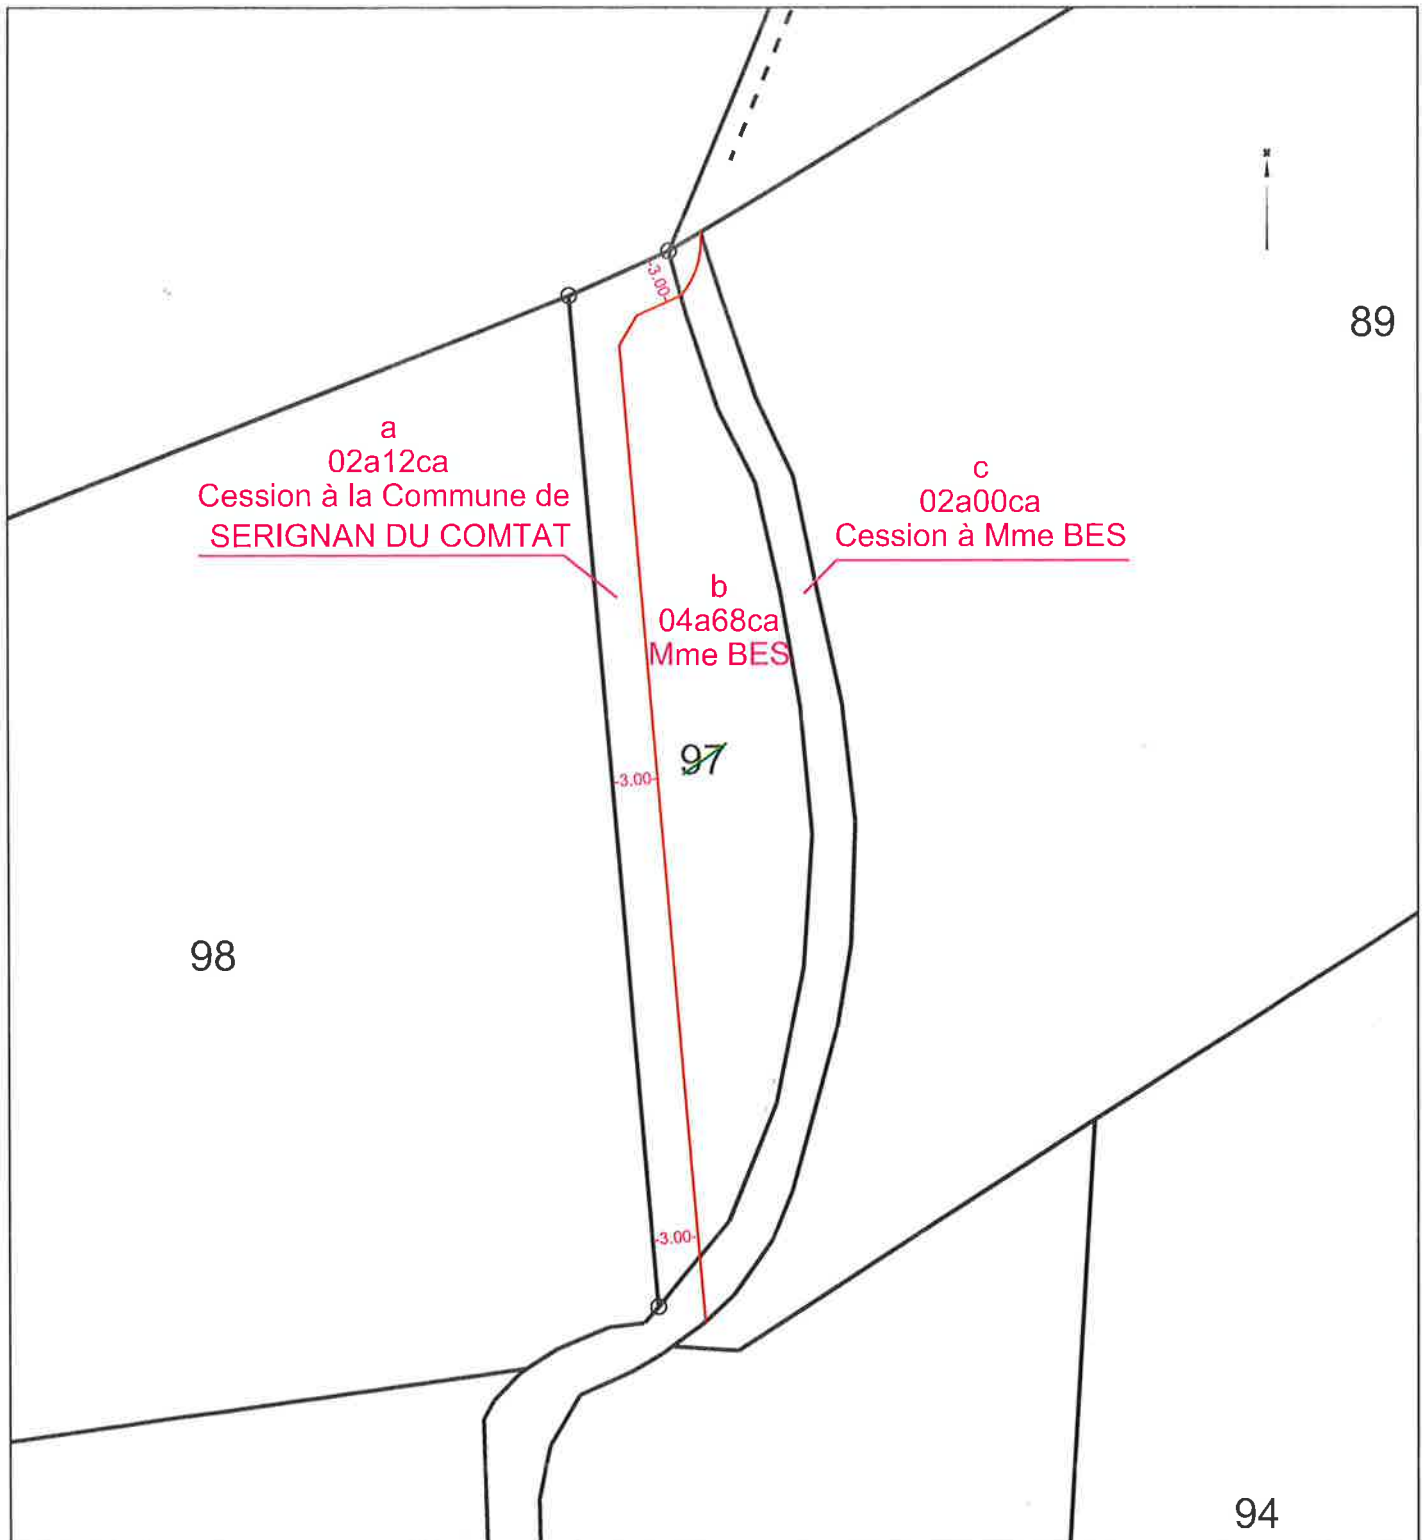 89
a
02a12ca
Cession à la Commune de
SERIGNAN DU COMTAT
c
02a00ca
Cession à Mme BES
b
04a68ca
Mme BES
97
98
94
-3.00-
-3.00-
-3.00-